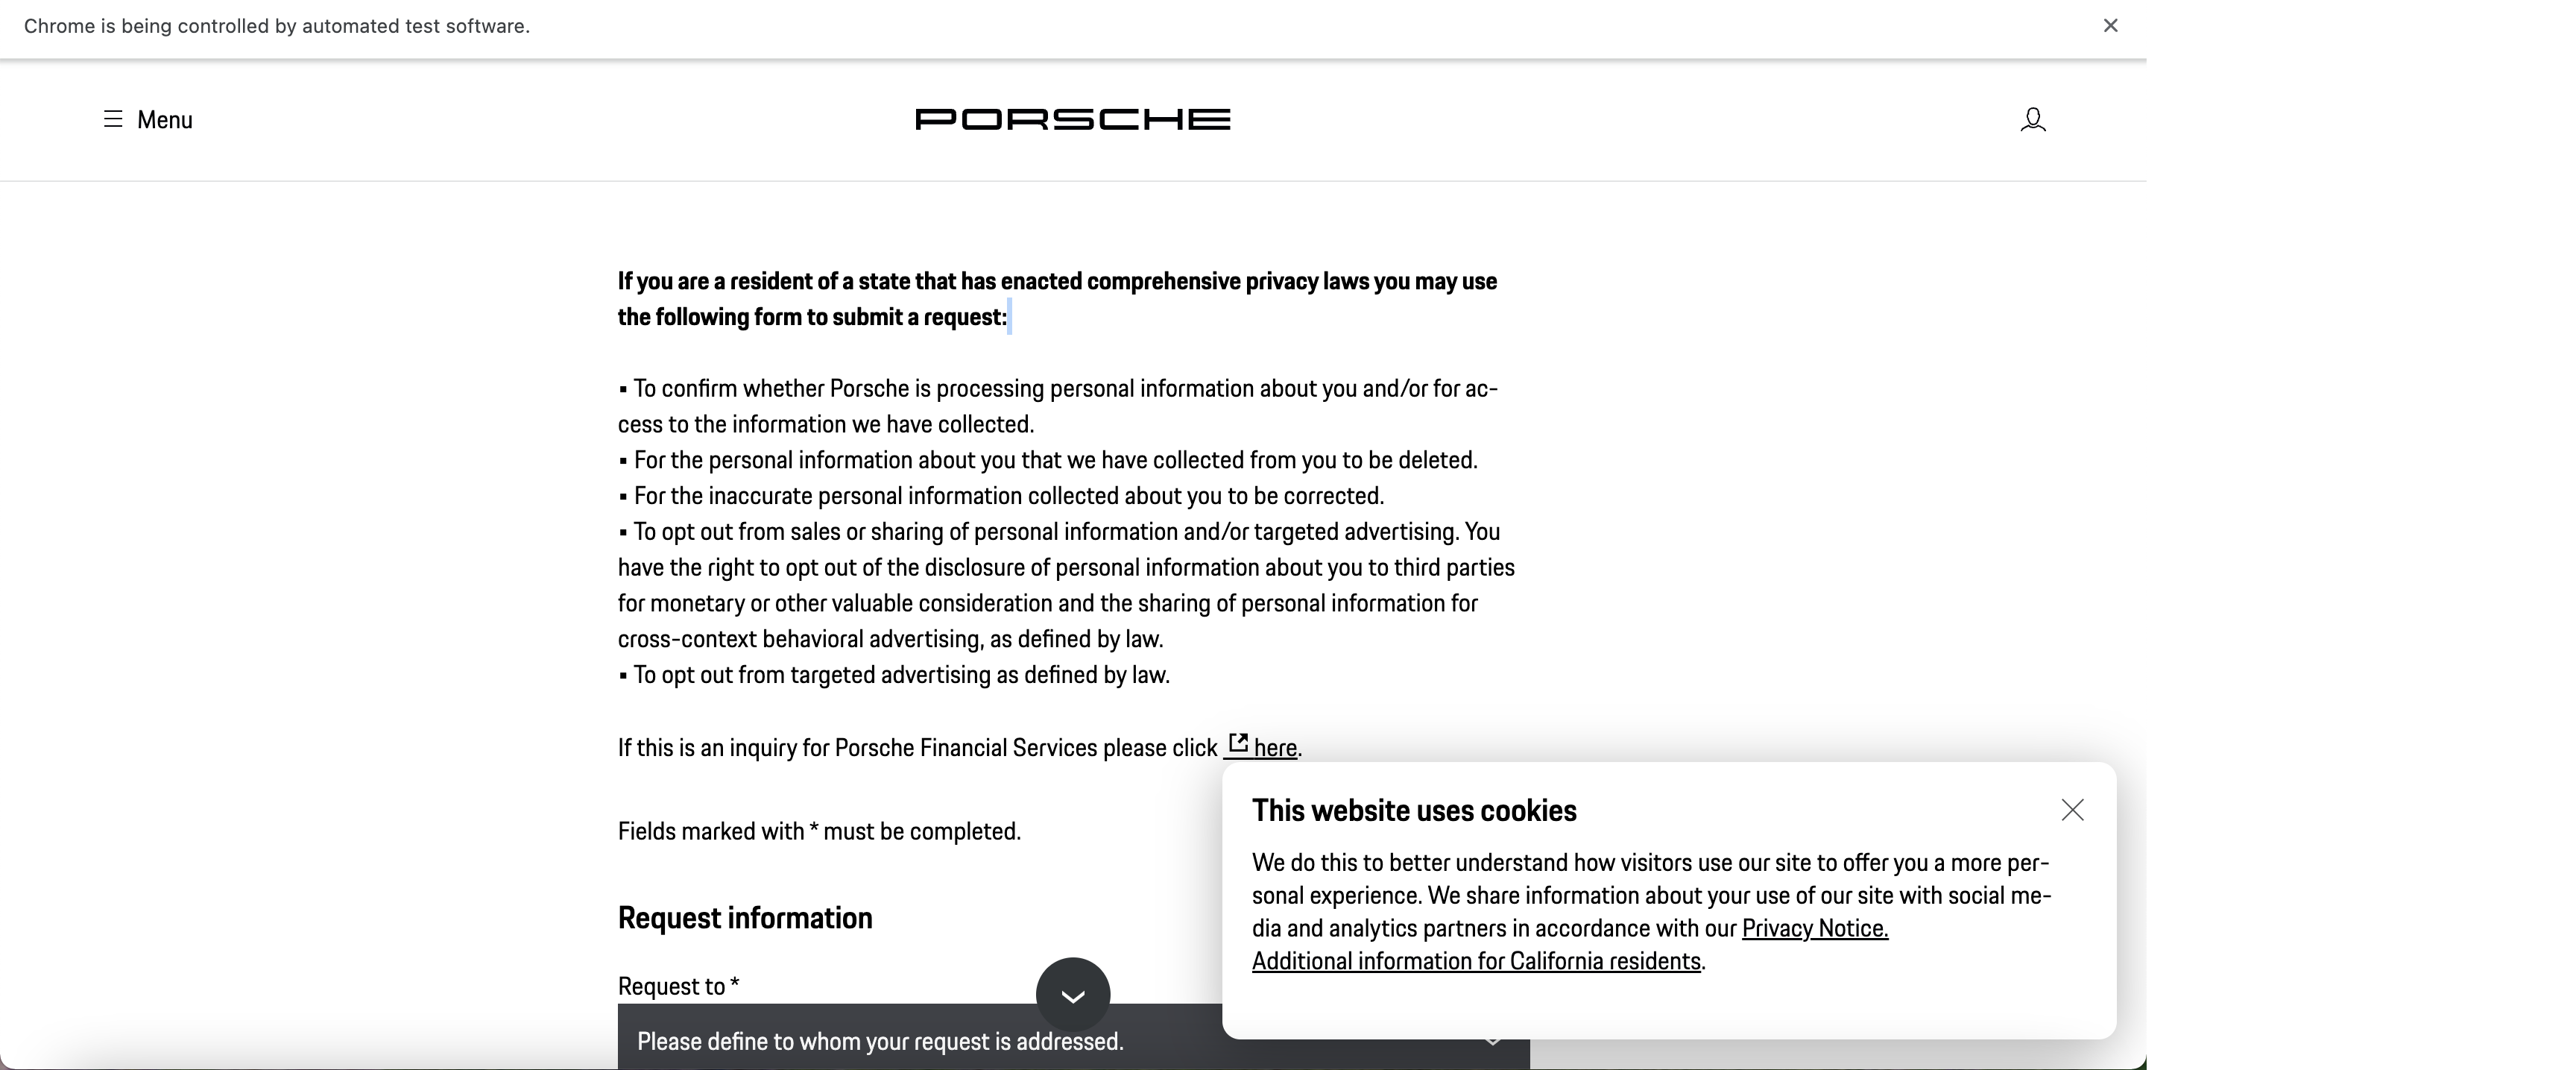 Chrome is being controlled by automated test software.
Menu
PORSCHE
If you are a resident of a state that has enacted comprehensive privacy laws you may use
the following form to submit a request:
▪ To confirm whether Porsche is processing personal information about you and/or for ac-
cess to the information we have collected.
▪ For the personal information about you that we have collected from you to be deleted.
▪ For the inaccurate personal information collected about you to be corrected.
▪ To opt out from sales or sharing of personal information and/or targeted advertising. You
have the right to opt out of the disclosure of personal information about you to third parties
for monetary or other valuable consideration and the sharing of personal information for
cross-context behavioral advertising, as defined by law.
▪ To opt out from targeted advertising as defined by law.
If this is an inquiry for Porsche Financial Services please click here.
Fields marked with * must be completed.
Request information
Request to *
Please define to whom your request is addressed.
This website uses cookies
We do this to better understand how visitors use our site to offer you a more per-
sonal experience. We share information about your use of our site with social me-
dia and analytics partners in accordance with our Privacy Notice.
Additional information for California residents.